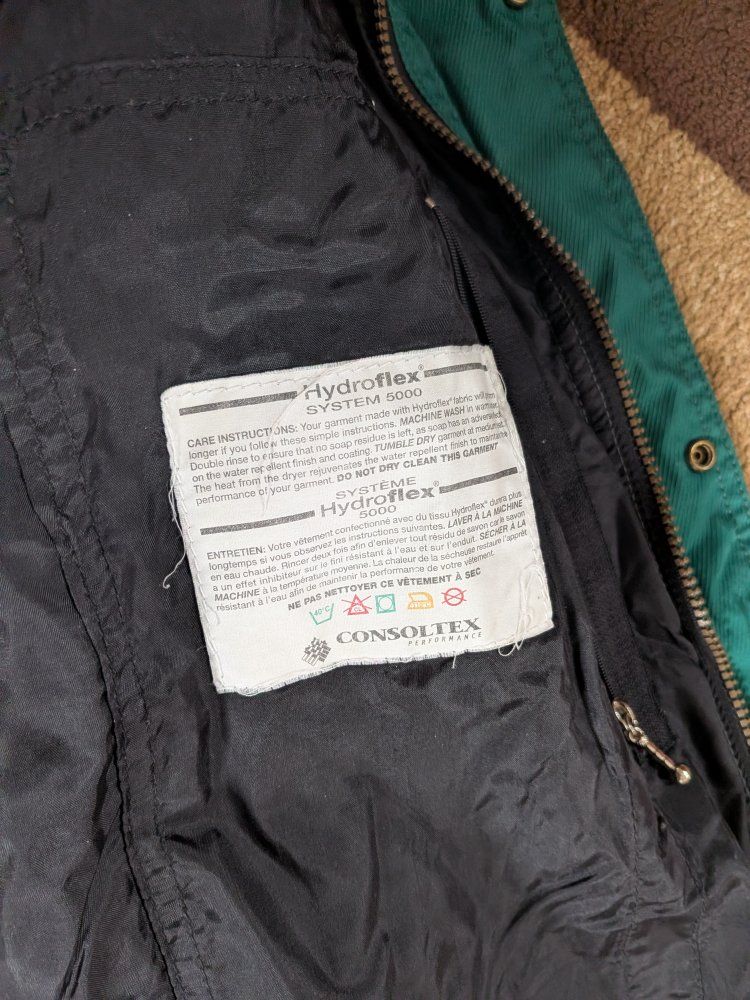 Hydroflex®
SYSTEM 5000
CARE INSTRUCTIONS: Your garment made with Hydroflex® fabric will
longer if you follow these simple instructions. MACHINE WASH in warm
Double rinse to ensure that no soap residue is left, as soap has an adverse
on the water repellent finish and coating. TUMBLE DRY garment at medium
The heat from the dryer rejuvenates the water repellent finish to maintain
performance of your garment. DO NOT DRY CLEAN THIS GARMENT
SYSTÈME
Hydroflex®
5000
ENTRETIEN: Votre vêtement confectionné avec du tissu Hydroflex® durera plus
longtemps si vous observez les instructions suivantes. LAVER À LA MACHINE
en eau chaude. Rincer deux fois afin d'enlever tout résidu de savon car le savon
a un effet inhibiteur sur le fini résistant à l'eau et sur l'enduit. SÉCHER À LA
MACHINE à la température moyenne. La chaleur de la sécheuse restaure l'apprêt
résistant à l'eau afin de maintenir la performance de votre vêtement.
NE PAS NETTOYER CE VÊTEMENT À SEC
40°C CL 110°C
CONSOLTEX
PERFORMANCE